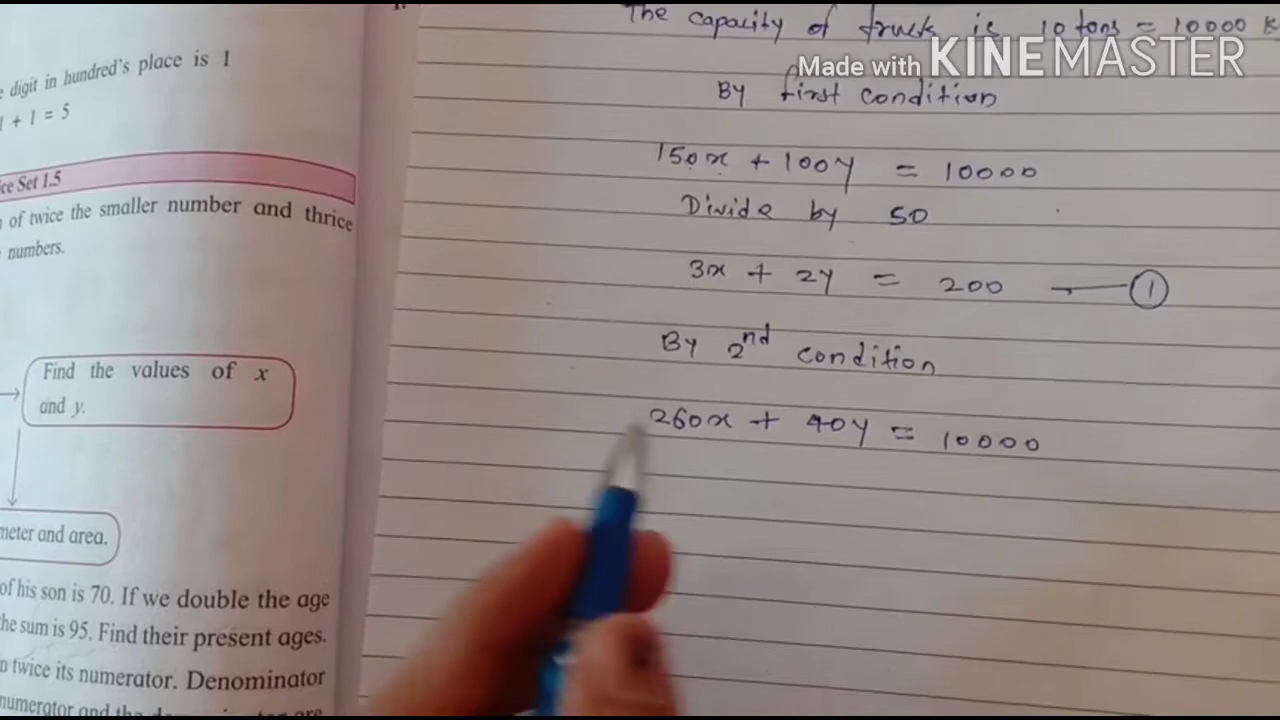 digit in hundred's place is 1
+ 1 = 5
Set 1.5
of twice the smaller number and thrice
numbers.
Find the values of x
and y.
and area.
of his son is 70. If we double the age
the sum is 95. Find their present ages.
twice its numerator. Denominator
numerator and the
The capacity of truck is 10 tons = 10000
Made with KINEMASTER
By first condition
150x + 100y = 10000
Divide by 50
3x + 2y = 200 — 1
By 2nd condition
260x + 40y = 10000